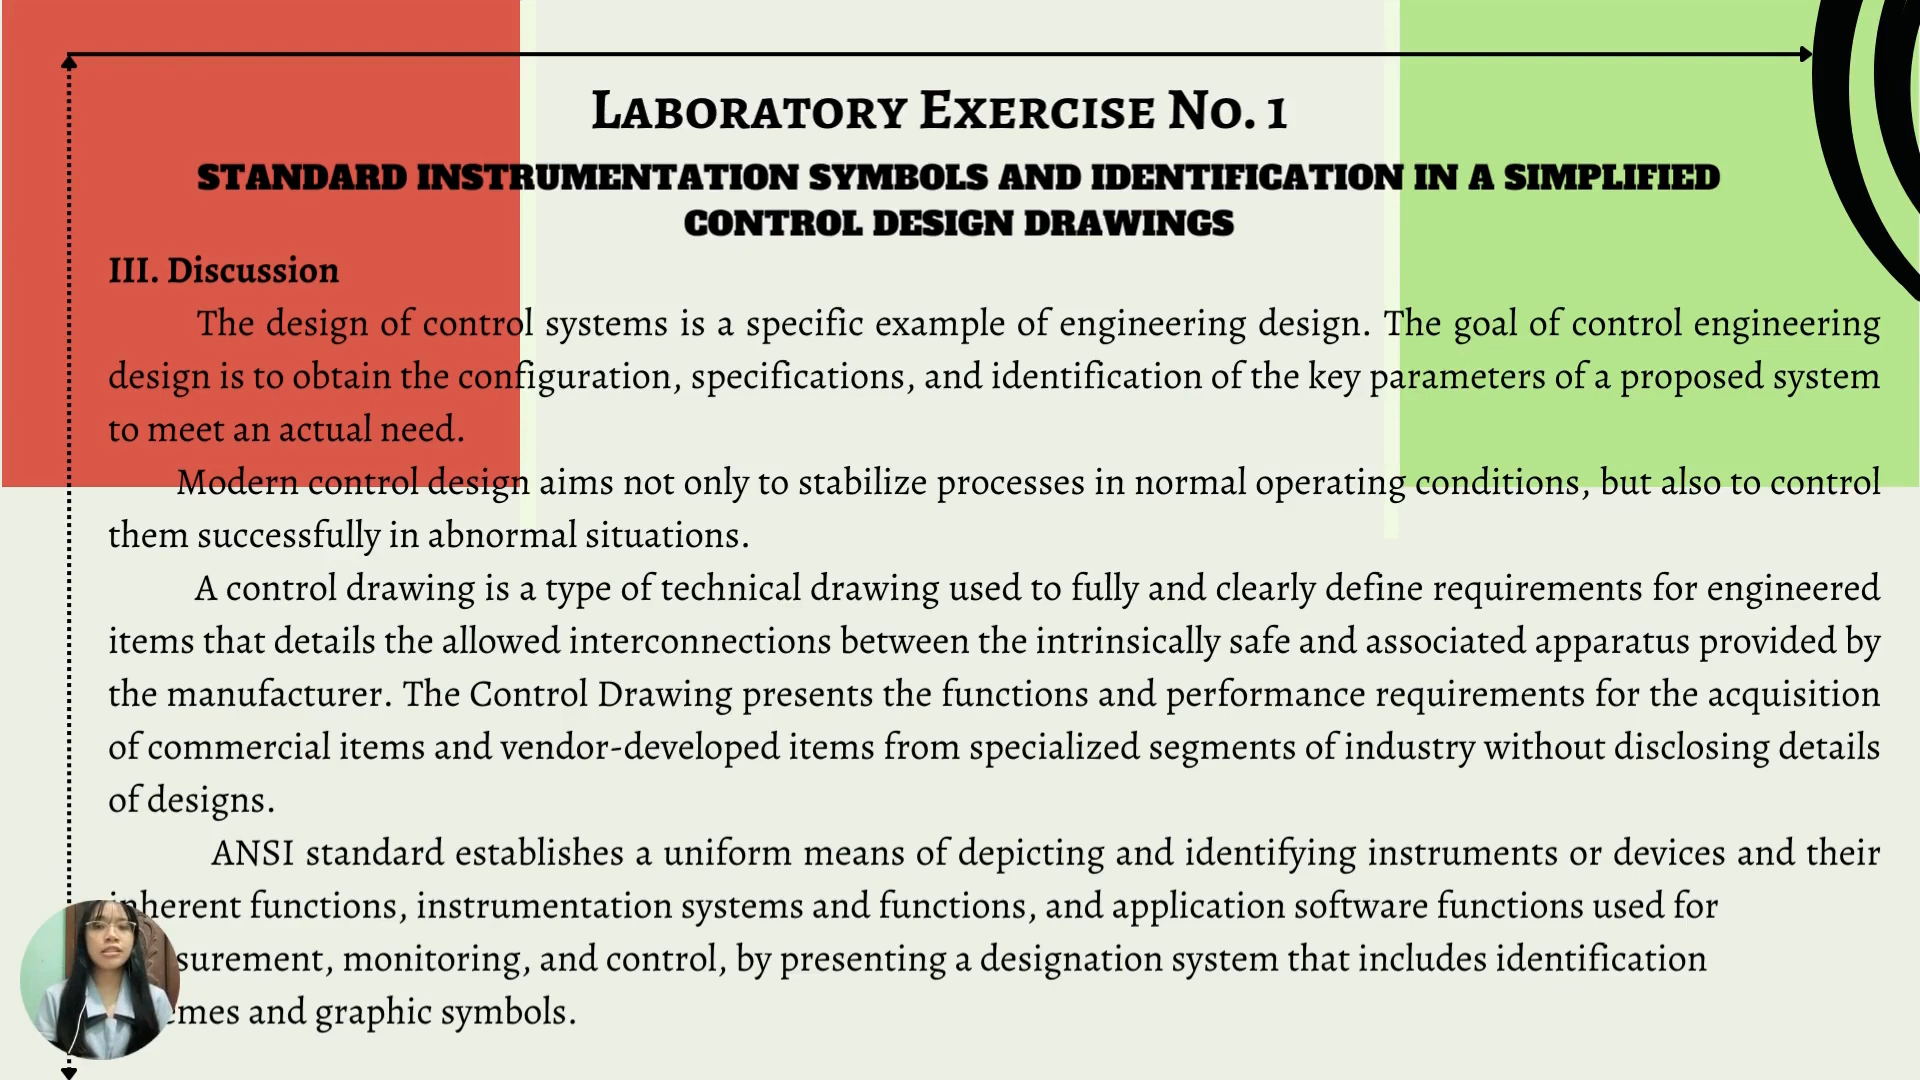 Laboratory Exercise No. 1
STANDARD INSTRUMENTATION SYMBOLS AND IDENTIFICATION IN A SIMPLIFIED
CONTROL DESIGN DRAWINGS
III. Discussion
The design of control systems is a specific example of engineering design. The goal of control engineering
design is to obtain the configuration, specifications, and identification of the key parameters of a proposed system
to meet an actual need.
Modern control design aims not only to stabilize processes in normal operating conditions, but also to control
them successfully in abnormal situations.
A control drawing is a type of technical drawing used to fully and clearly define requirements for engineered
items that details the allowed interconnections between the intrinsically safe and associated apparatus provided by
the manufacturer. The Control Drawing presents the functions and performance requirements for the acquisition
of commercial items and vendor-developed items from specialized segments of industry without disclosing details
of designs.
ANSI standard establishes a uniform means of depicting and identifying instruments or devices and their
inherent functions, instrumentation systems and functions, and application software functions used for
surement, monitoring, and control, by presenting a designation system that includes identification
emes and graphic symbols.